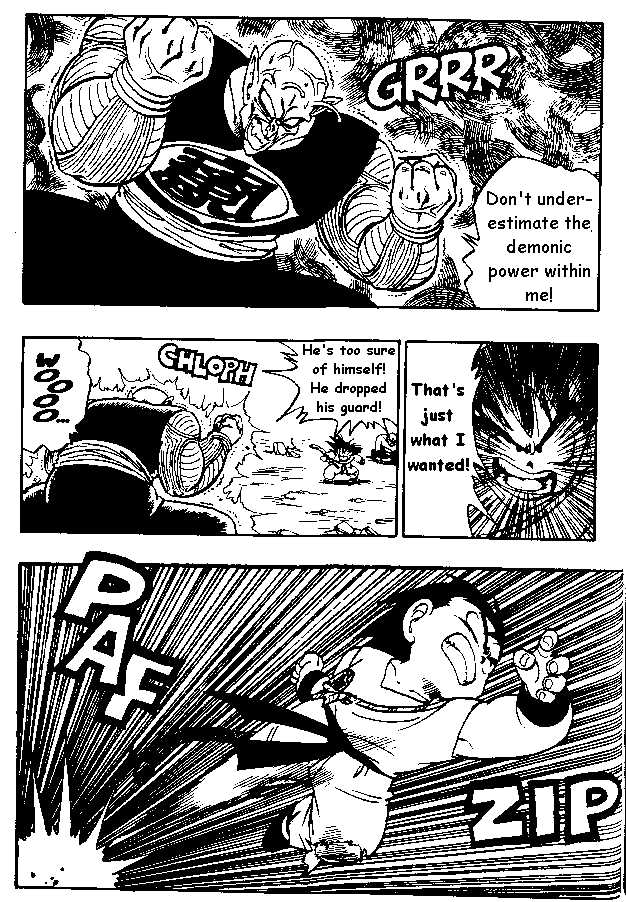 GRRR
Don't under-
estimate the
demonic
power within
me!
WOOOO...
CHLOPH
He's too sure
of himself!
He dropped
his guard!
That's
just
what I
wanted!
PAF
ZIP